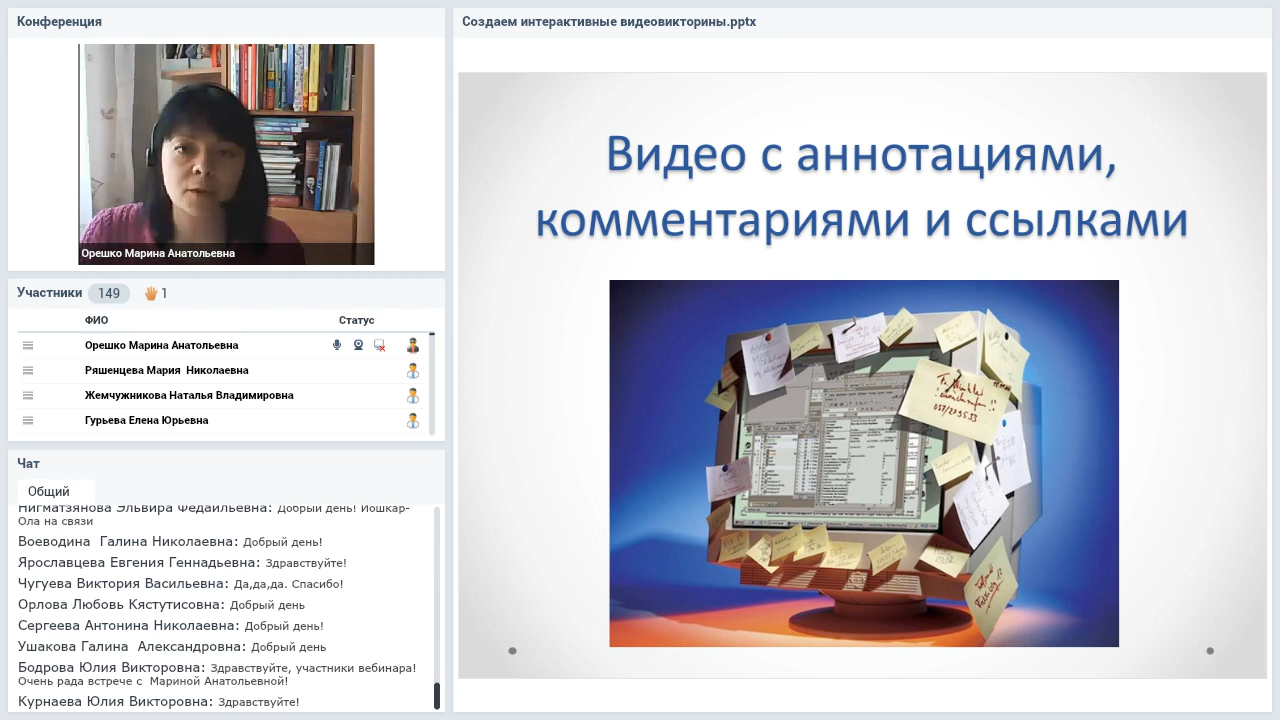 Конференция
Орешко Марина Анатольевна
Участники 149 1
ФИО Статус
Орешко Марина Анатольевна
Ряшенцева Мария Николаевна
Жемчужникова Наталья Владимировна
Гурьева Елена Юрьевна
Чат
Общий
Добрый день! Йошкар-
Ола на связи
Воеводина Галина Николаевна: Добрый день!
Ярославцева Евгения Геннадьевна: Здравствуйте!
Чугуева Виктория Васильевна: Да,да,да. Спасибо!
Орлова Любовь Кястутисовна: Добрый день
Сергеева Антонина Николаевна: Добрый день!
Ушакова Галина Александровна: Добрый день
Бодрова Юлия Викторовна: Здравствуйте, участники вебинара!
Очень рада встрече с Мариной Анатольевной!
Курнаева Юлия Викторовна: Здравствуйте!
Создаем интерактивные видеовикторины.pptx
Видео с аннотациями,
комментариями и ссылками